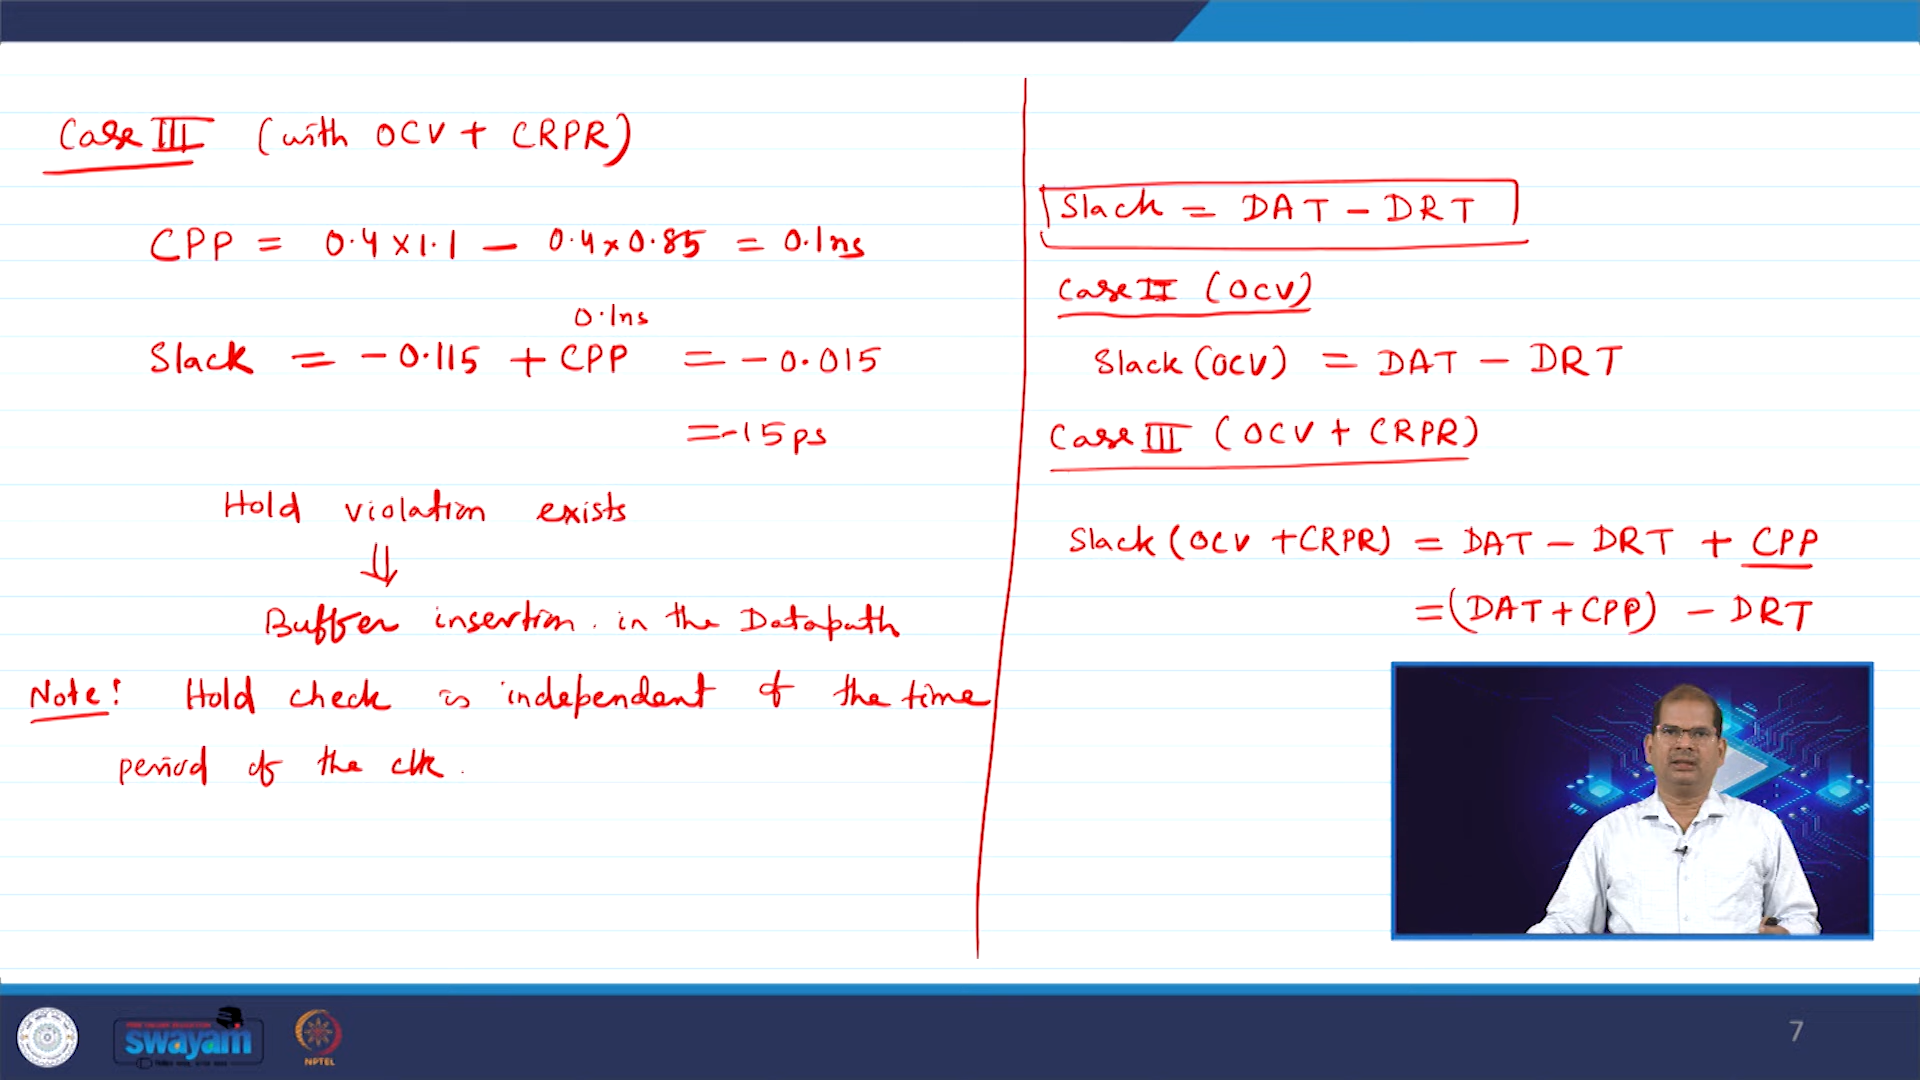 Case III (with OCV + CRPR)
CPP = 0.4 x 1.1 - 0.4 x 0.85 = 0.1ns
0.1ns
Slack = - 0.115 + CPP = - 0.015
= -15 ps
Hold violation exists
⇓
Buffer insertion. in the Datapath
Note: Hold check is independent of the time
period of the clk.
Slack = DAT - DRT
Case II (OCV)
Slack (OCV) = DAT - DRT
Case III (OCV + CRPR)
Slack (OCV + CRPR) = DAT - DRT + CPP
= (DAT + CPP) - DRT
swayam
NPTEL
7